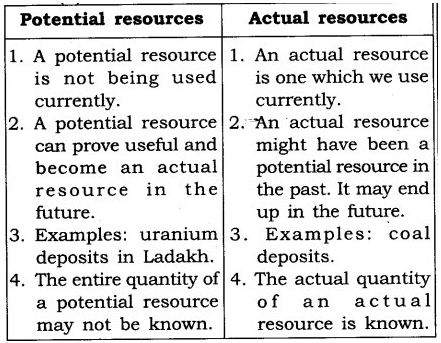 Potential resources
Actual resources
1. A potential resource
is not being used
currently.
2. A potential resource
can prove useful and
become an actual
resource in the
future.
3. Examples: uranium
deposits in Ladakh.
4. The entire quantity of
a potential resource
may not be known.
1. An actual resource
is one which we use
currently.
2. An actual resource
might have been a
potential resource in
the past. It may end
up in the future.
3. Examples: coal
deposits.
4. The actual quantity
of an actual
resource is known.